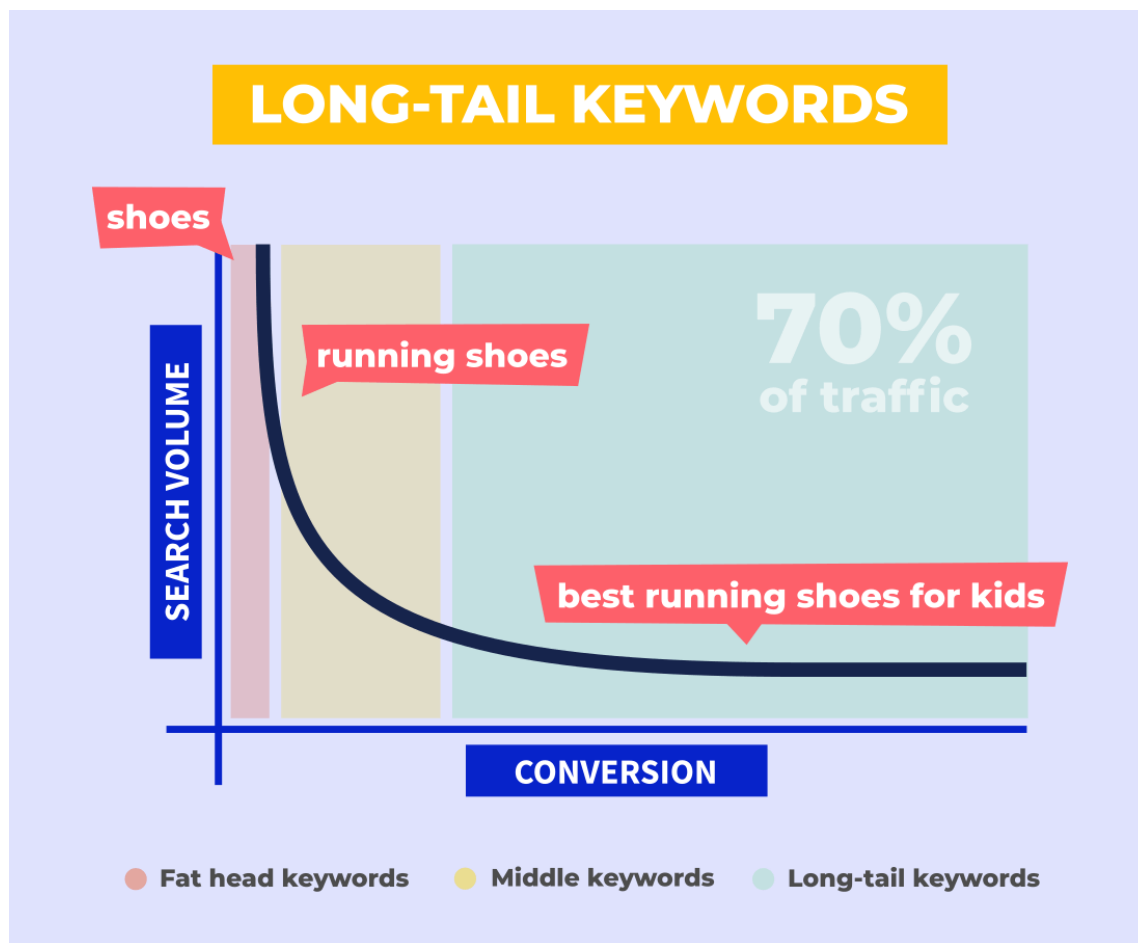 LONG-TAIL KEYWORDS
shoes
running shoes
70%
of traffic
SEARCH VOLUME
best running shoes for kids
CONVERSION
Fat head keywords
Middle keywords
Long-tail keywords